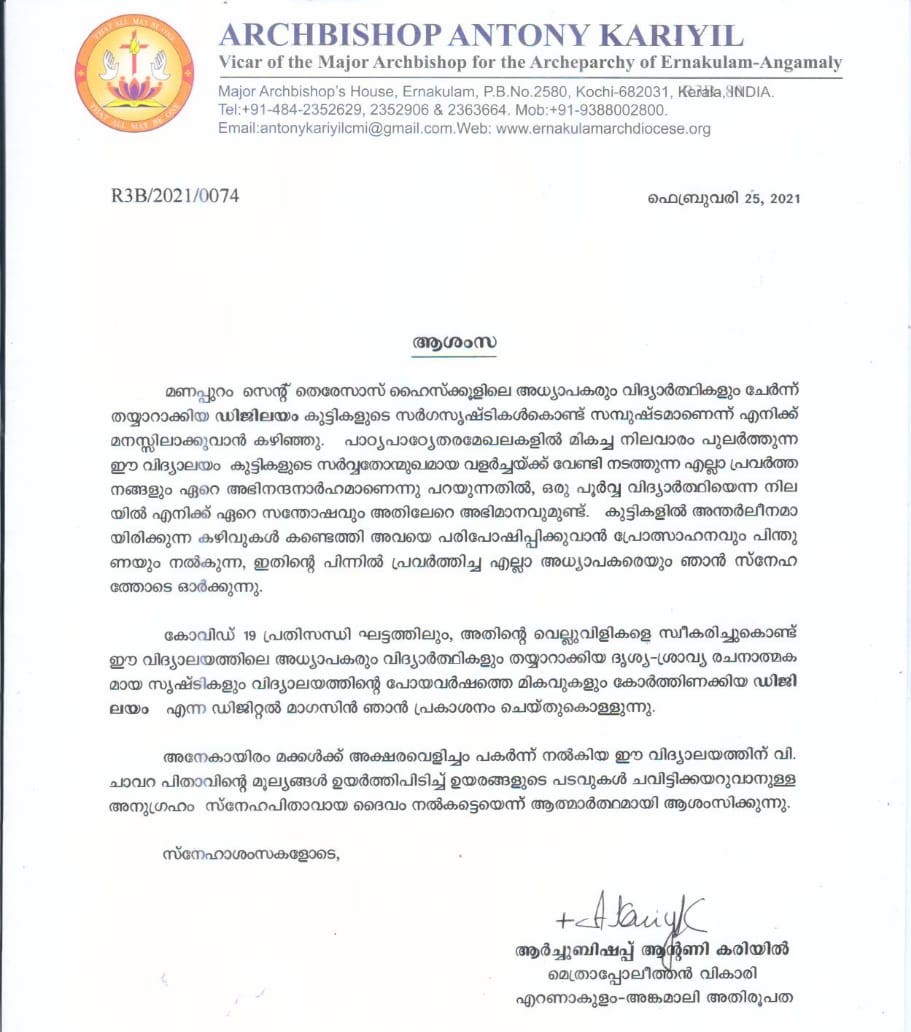 THAT ALL MAY BE ONE
THAT ALL MAY BE ONE
ARCHBISHOP ANTONY KARIYIL
Vicar of the Major Archbishop for the Archeparchy of Ernakulam-Angamaly
Major Archbishop's House, Ernakulam, P.B.No.2580, Kochi-682031, Kerala, INDIA.
Tel:+91-484-2352629, 2352906 & 2363664. Mob:+91-9388002800.
Email:antonykariyilcmi@gmail.com.Web: www.ernakulamarchdiocese.org
R3B/2021/0074
ഫെബ്രുവരി 25, 2021
ആശംസ
മണപ്പുറം സെന്റ് തെരേസാസ് ഹൈസ്ക്കൂളിലെ അധ്യാപകരും വിദ്യാർത്ഥികളും ചേർന്ന്
തയ്യാറാക്കിയ ഡിജിലയം കുട്ടികളുടെ സർഗസൃഷ്ടികൾകൊണ്ട് സമ്പുഷ്ടമാണെന്ന് എനിക്ക്
മനസ്സിലാക്കുവാൻ കഴിഞ്ഞു. പാഠ്യപാഠ്യേതരമേഖലകളിൽ മികച്ച നിലവാരം പുലർത്തുന്ന
ഈ വിദ്യാലയം കുട്ടികളുടെ സർവ്വതോന്മുഖമായ വളർച്ചയ്ക്ക് വേണ്ടി നടത്തുന്ന എല്ലാ പ്രവർത്ത
നങ്ങളും ഏറെ അഭിനന്ദനാർഹമാണെന്നു പറയുന്നതിൽ, ഒരു പൂർവ്വ വിദ്യാർത്ഥിയെന്ന നില
യിൽ എനിക്ക് ഏറെ സന്തോഷവും അതിലേറെ അഭിമാനവുമുണ്ട്. കുട്ടികളിൽ അന്തർലീനമാ
യിരിക്കുന്ന കഴിവുകൾ കണ്ടെത്തി അവയെ പരിപോഷിപ്പിക്കുവാൻ പ്രോത്സാഹനവും പിന്തു
ണയും നൽകുന്ന, ഇതിന്റെ പിന്നിൽ പ്രവർത്തിച്ച എല്ലാ അധ്യാപകരെയും ഞാൻ സ്നേഹ
ത്തോടെ ഓർക്കുന്നു.
കോവിഡ് 19 പ്രതിസന്ധി ഘട്ടത്തിലും, അതിന്റെ വെല്ലുവിളികളെ സ്വീകരിച്ചുകൊണ്ട്
ഈ വിദ്യാലയത്തിലെ അധ്യാപകരും വിദ്യാർത്ഥികളും തയ്യാറാക്കിയ ദൃശ്യ-ശ്രാവ്യ രചനാത്മക
മായ സൃഷ്ടികളും വിദ്യാലയത്തിന്റെ പോയവർഷത്തെ മികവുകളും കോർത്തിണക്കിയ ഡിജി
ലയം എന്ന ഡിജിറ്റൽ മാഗസിൻ ഞാൻ പ്രകാശനം ചെയ്തുകൊള്ളുന്നു.
അനേകായിരം മക്കൾക്ക് അക്ഷരവെളിച്ചം പകർന്ന് നൽകിയ ഈ വിദ്യാലയത്തിന് വി.
ചാവറ പിതാവിന്റെ മൂല്യങ്ങൾ ഉയർത്തിപിടിച്ച് ഉയരങ്ങളുടെ പടവുകൾ ചവിട്ടിക്കയറുവാനുള്ള
അനുഗ്രഹം സ്നേഹപിതാവായ ദൈവം നൽകട്ടെയെന്ന് ആത്മാർത്ഥമായി ആശംസിക്കുന്നു.
സ്നേഹാശംസകളോടെ,
ആർച്ചുബിഷപ്പ് ആന്റണി കരിയിൽ
മെത്രാപ്പോലീത്തൻ വികാരി
എറണാകുളം-അങ്കമാലി അതിരൂപത